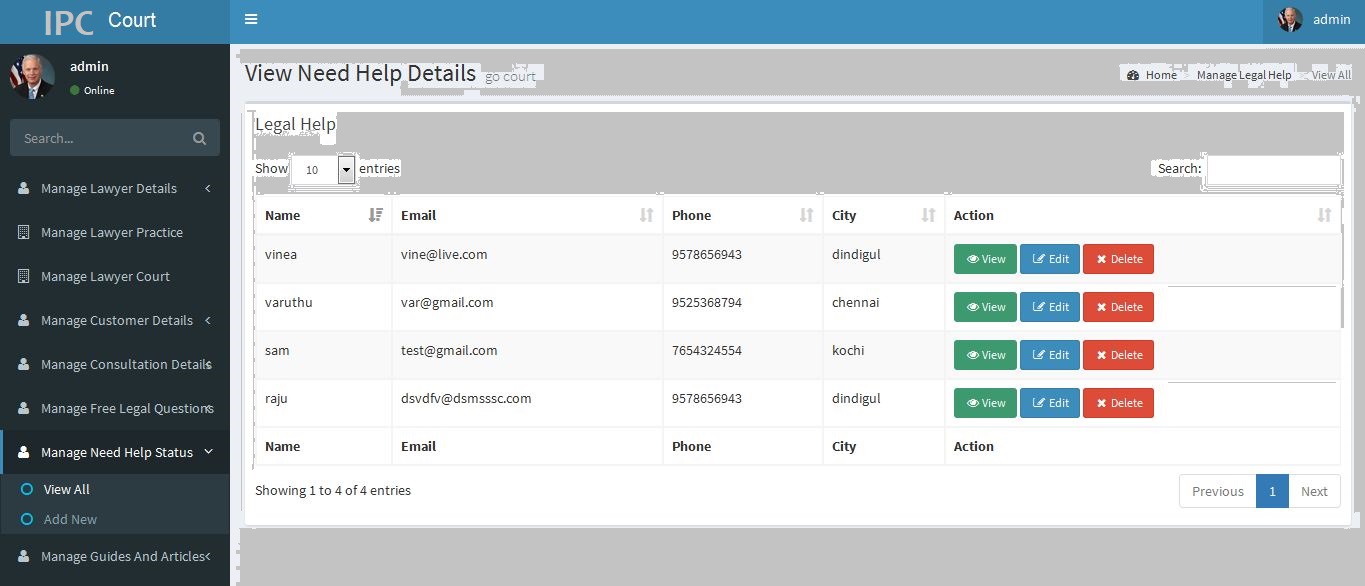 IPC Court
admin
admin
Online
Search...
Manage Lawyer Details
Manage Lawyer Practice
Manage Lawyer Court
Manage Customer Details
Manage Consultation Details
Manage Free Legal Questions
Manage Need Help Status
View All
Add New
Manage Guides And Articles
View Need Help Details go court
Home > Manage Legal Help > View All
Legal Help
Show 10 entries Search:
Name Email Phone City Action
vinea vine@live.com 9578656943 dindigul View Edit Delete
varuthu var@gmail.com 9525368794 chennai View Edit Delete
sam test@gmail.com 7654324554 kochi View Edit Delete
raju dsvdfv@dsmsssc.com 9578656943 dindigul View Edit Delete
Name Email Phone City Action
Showing 1 to 4 of 4 entries Previous 1 Next